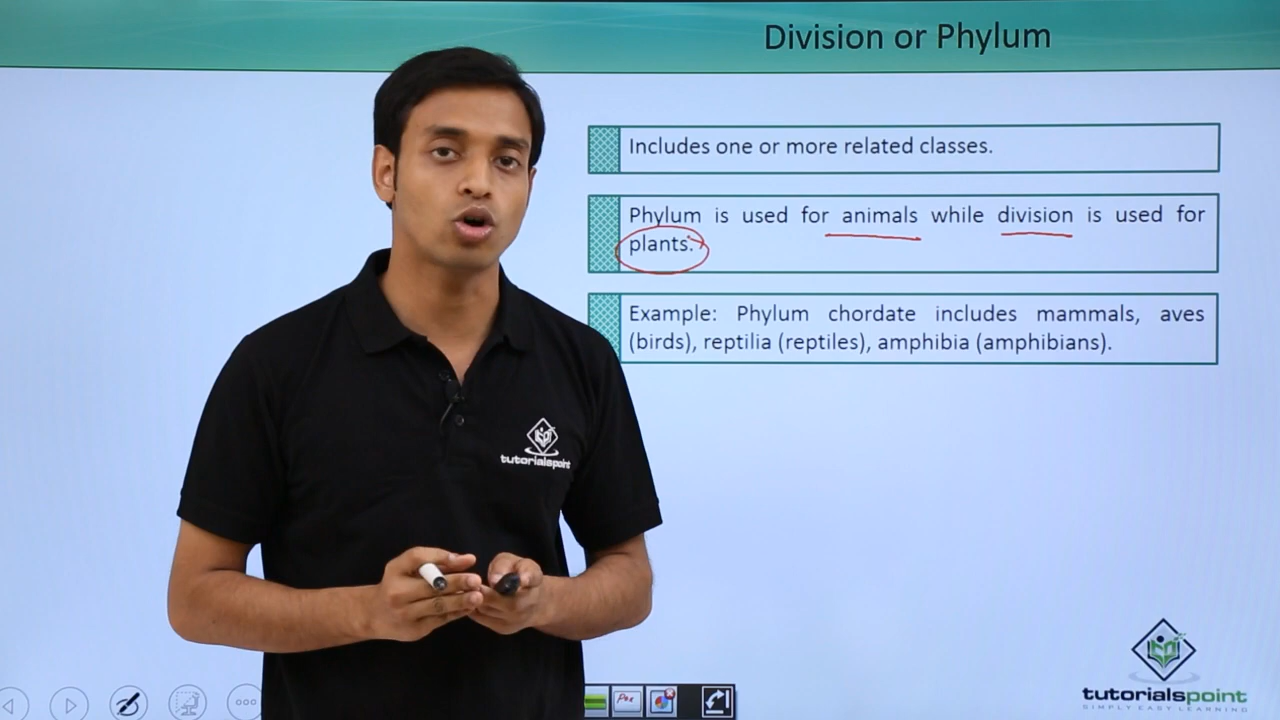 Division or Phylum
Includes one or more related classes.
Phylum is used for animals while division is used for
plants.
Example: Phylum chordate includes mammals, aves
(birds), reptilia (reptiles), amphibia (amphibians).
tutorialspoint
tutorialspoint
SIMPLY EASY LEARNING